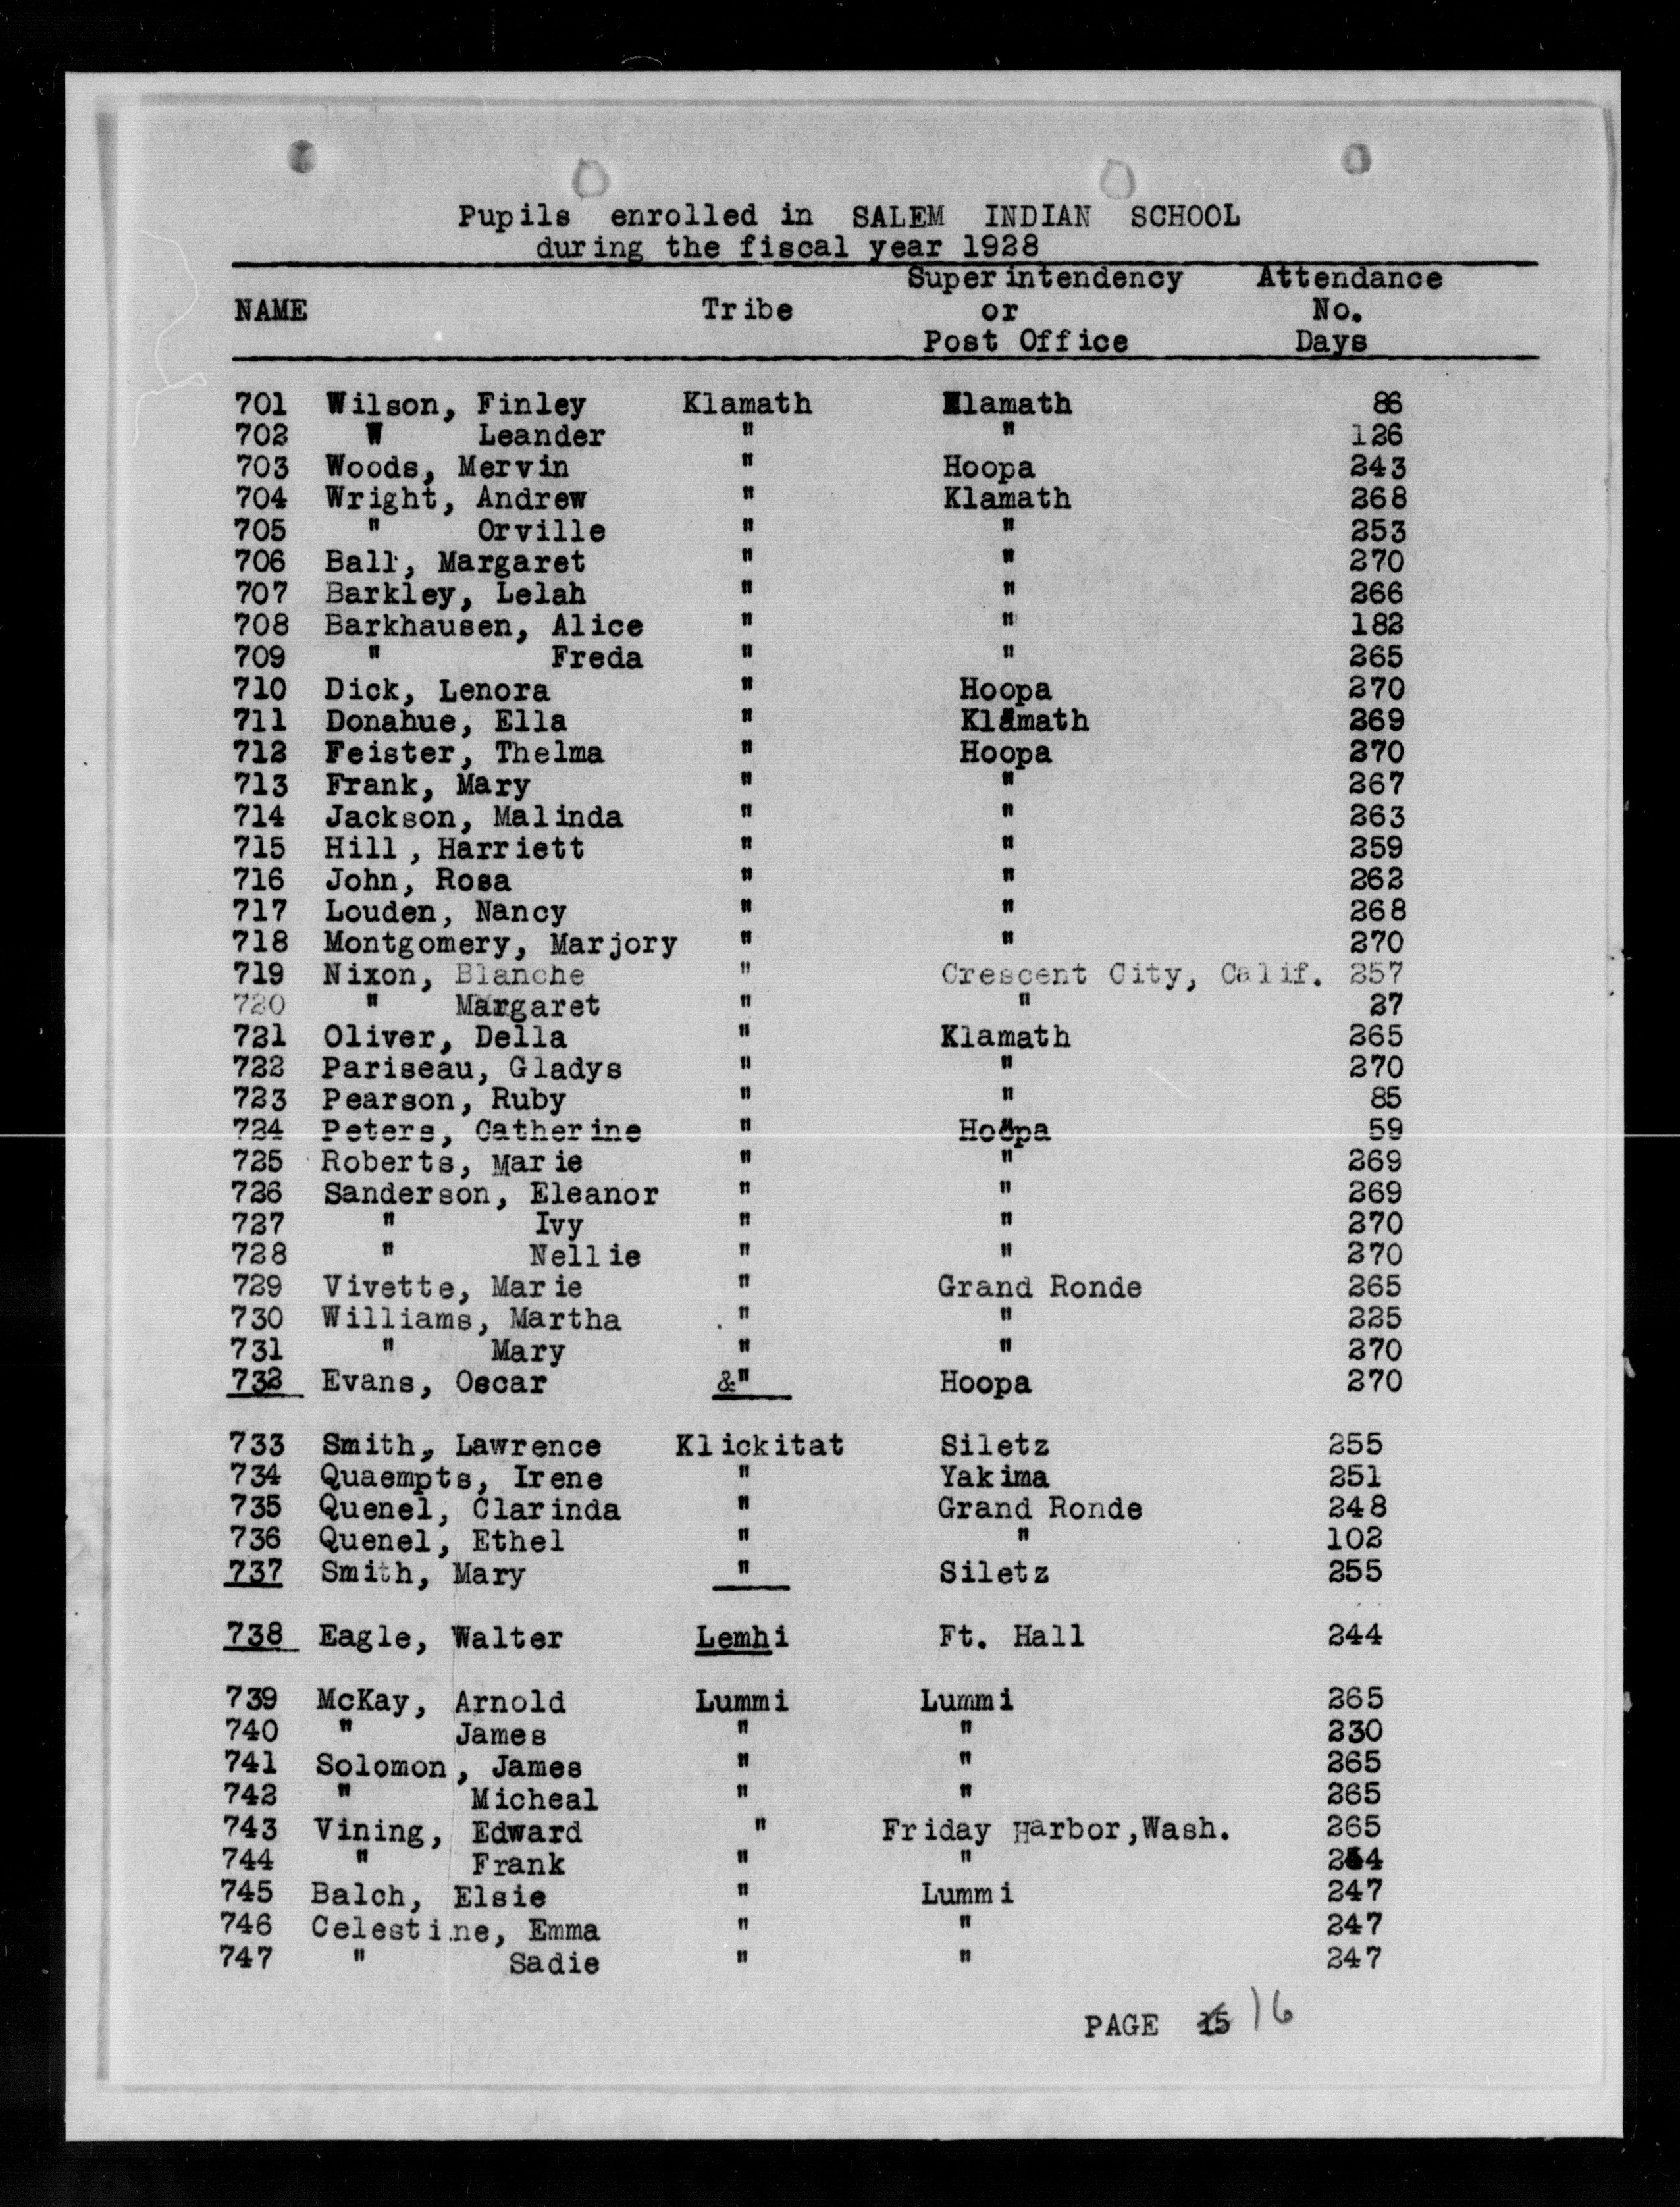 Pupils enrolled in SALEM INDIAN SCHOOL
during the fiscal year 1928
NAME Tribe Superintendency or Post Office Attendance No. Days
701 Wilson, Finley Klamath Klamath 86
702 " Leander " " 126
703 Woods, Mervin " Hoopa 243
704 Wright, Andrew " Klamath 268
705 " Orville " " 253
706 Ball, Margaret " " 270
707 Barkley, Lelah " " 266
708 Barkhausen, Alice " " 182
709 " Freda " " 265
710 Dick, Lenora " Hoopa 270
711 Donahue, Ella " Klamath 269
712 Feister, Thelma " Hoopa 270
713 Frank, Mary " " 267
714 Jackson, Malinda " " 263
715 Hill, Harriett " " 259
716 John, Rosa " " 262
717 Louden, Nancy " " 268
718 Montgomery, Marjory " " 270
719 Nixon, Blanche " Crescent City, Calif. 257
720 " Margaret " " 27
721 Oliver, Della " Klamath 265
722 Pariseau, Gladys " " 270
723 Pearson, Ruby " " 85
724 Peters, Catherine " Hoopa 59
725 Roberts, Marie " " 269
726 Sanderson, Eleanor " " 269
727 " Ivy " " 270
728 " Nellie " " 270
729 Vivette, Marie " Grand Ronde 265
730 Williams, Martha " " 225
731 " Mary " " 270
732 Evans, Oscar &" Hoopa 270
733 Smith, Lawrence Klickitat Siletz 255
734 Quaempts, Irene " Yakima 251
735 Quenel, Clarinda " Grand Ronde 248
736 Quenel, Ethel " " 102
737 Smith, Mary " Siletz 255
738 Eagle, Walter Lemhi Ft. Hall 244
739 McKay, Arnold Lummi Lummi 265
740 " James " " 230
741 Solomon, James " " 265
742 " Micheal " " 265
743 Vining, Edward " Friday Harbor, Wash. 265
744 " Frank " "
745 Balch, Elsie " Lummi 247
746 Celestine, Emma " " 247
747 " Sadie " " 247
PAGE 15 16